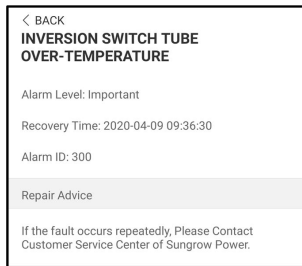 < BACK
INVERSION SWITCH TUBE
OVER-TEMPERATURE
Alarm Level: Important
Recovery Time: 2020-04-09 09:36:30
Alarm ID: 300
Repair Advice
If the fault occurs repeatedly, Please Contact
Customer Service Center of Sungrow Power.